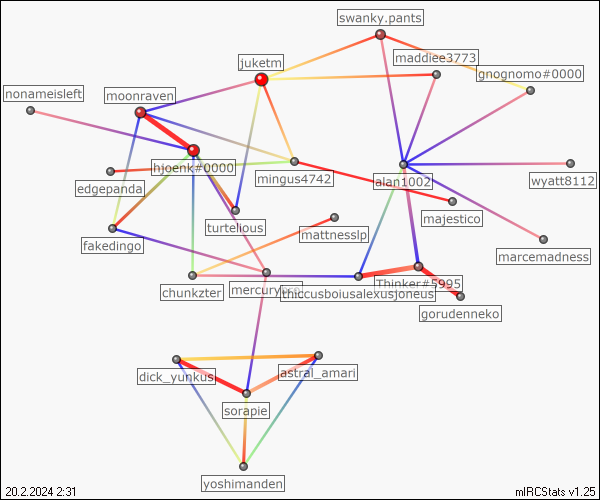 swanky.pants
maddiee3773
juketm
gnognomo#0000
nonameisleft
moonraven
hjoenk#0000
edgepanda
mingus4742
alan1002
wyatt8112
turtelious
majestico
fakedingo
mattnesslp
marcemadness
chunkzter
thiccusboiusalexusjoneus
Thinker#5995
gorudenneko
dick_yunkus
astral_amari
sorapie
yoshimanden
20.2.2024 2:31
mIRCStats v1.25